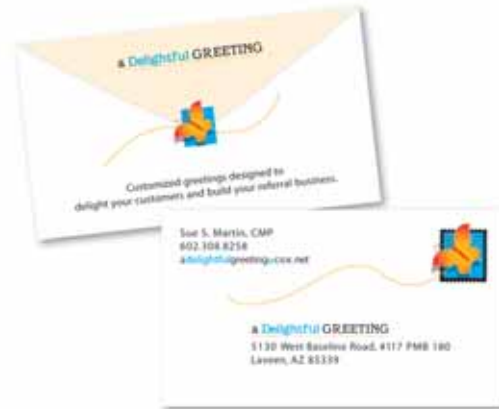 a Delightful GREETING
Customized greetings designed to
delight your customers and build your referral business.
Sue S. Martin, CMP
602.308.8258
adelightfulgreeting@cox.net
a Delightful GREETING
5130 West Baseline Road, #117 PMB 180
Laveen, AZ 85339